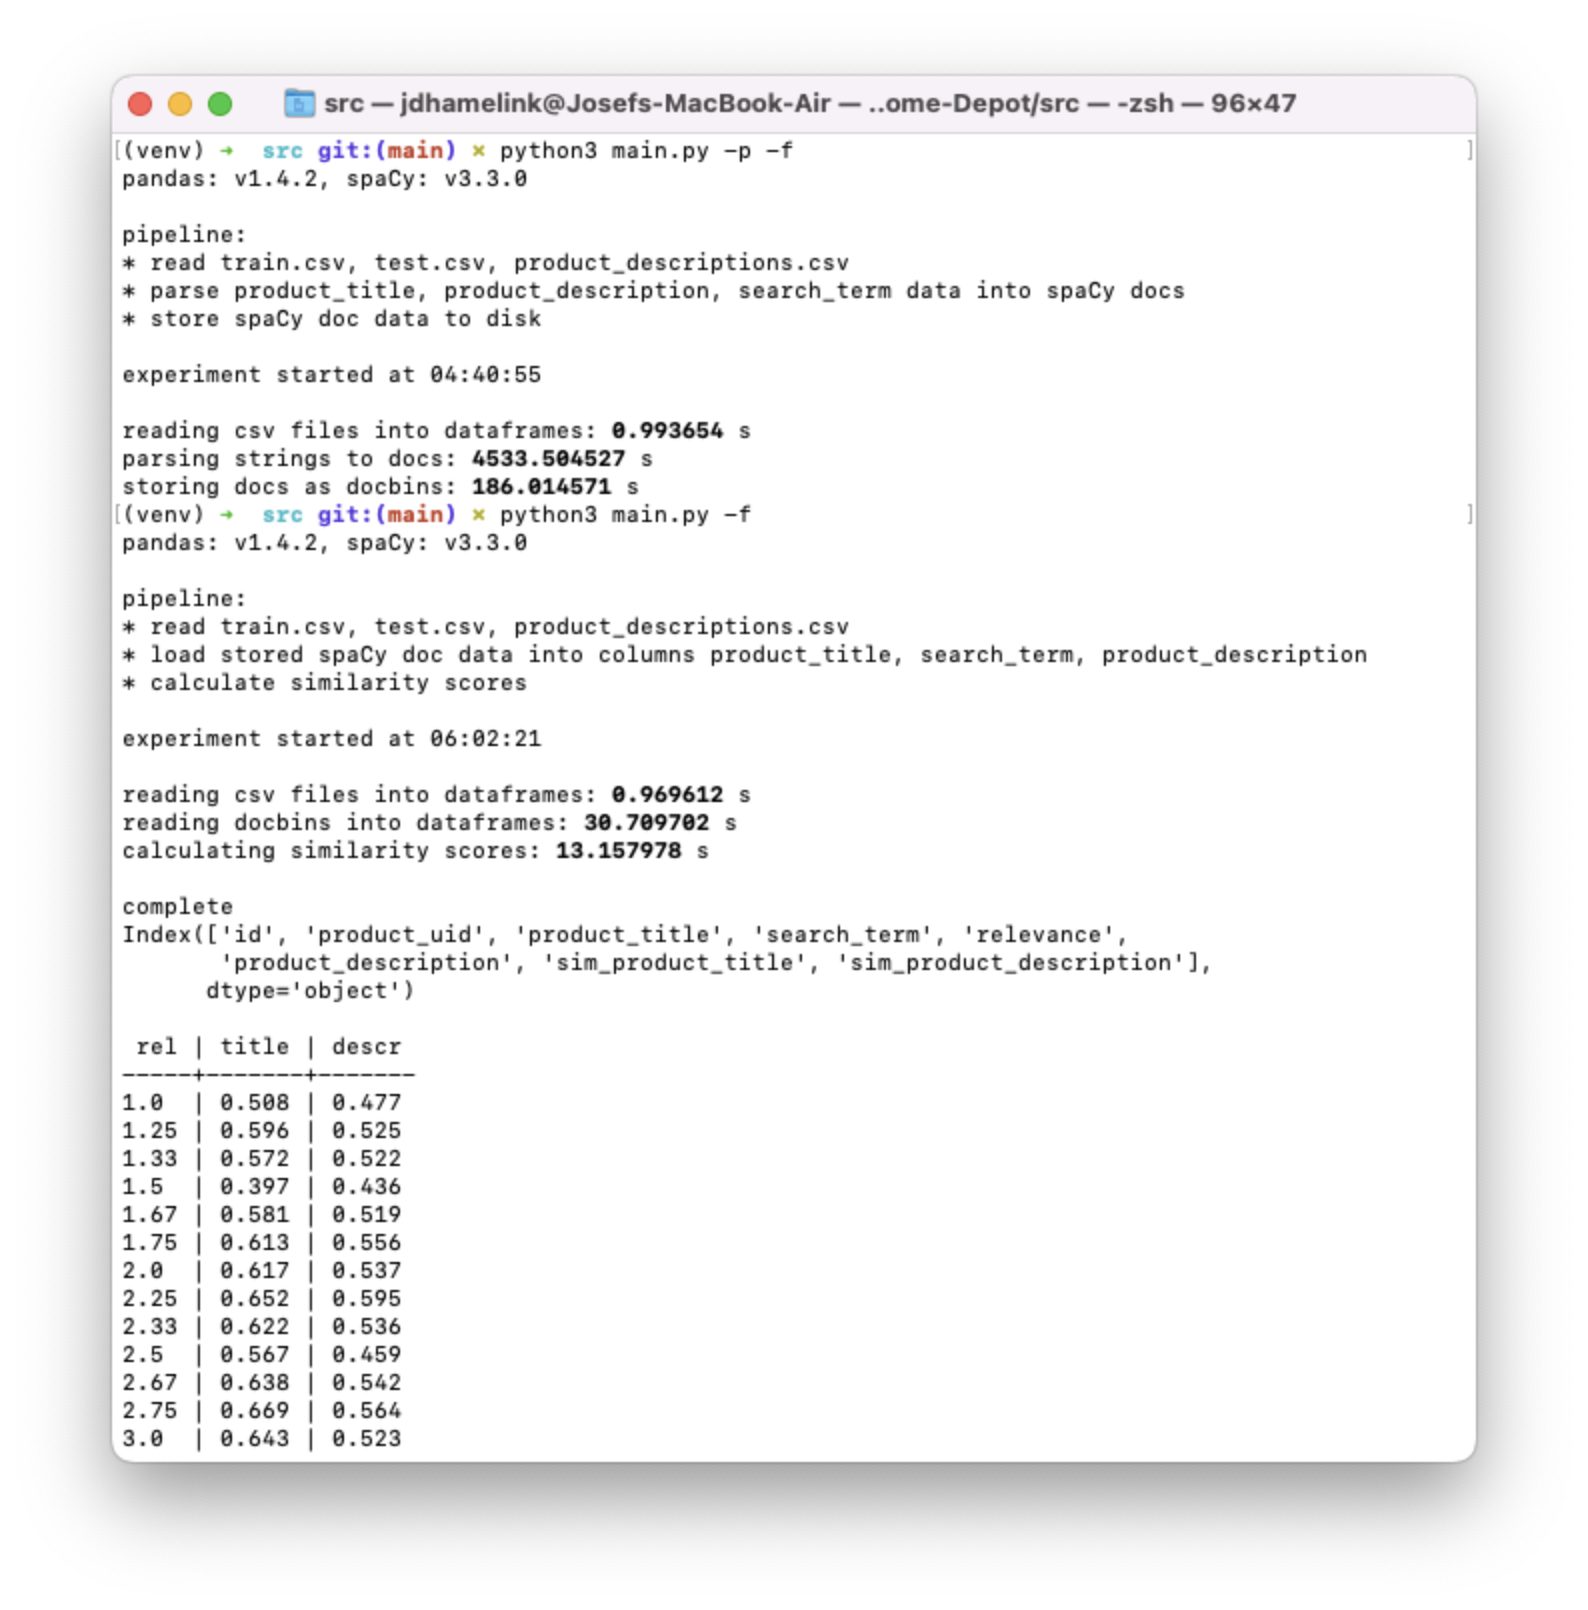 src — jdhamelink@Josefs-MacBook-Air — ..ome-Depot/src — -zsh — 96×47
[(venv) ➜  src git:(main) ✗ python3 main.py -p -f ]
pandas: v1.4.2, spaCy: v3.3.0
pipeline:
* read train.csv, test.csv, product_descriptions.csv
* parse product_title, product_description, search_term data into spaCy docs
* store spaCy doc data to disk
experiment started at 04:40:55
reading csv files into dataframes: 0.993654 s
parsing strings to docs: 4533.504527 s
storing docs as docbins: 186.014571 s
[(venv) ➜  src git:(main) ✗ python3 main.py -f ]
pandas: v1.4.2, spaCy: v3.3.0
pipeline:
* read train.csv, test.csv, product_descriptions.csv
* load stored spaCy doc data into columns product_title, search_term, product_description
* calculate similarity scores
experiment started at 06:02:21
reading csv files into dataframes: 0.969612 s
reading docbins into dataframes: 30.709702 s
calculating similarity scores: 13.157978 s
complete
Index(['id', 'product_uid', 'product_title', 'search_term', 'relevance',
       'product_description', 'sim_product_title', 'sim_product_description'],
      dtype='object')
 rel | title | descr
-----+-------+-------
1.0  | 0.508 | 0.477
1.25 | 0.596 | 0.525
1.33 | 0.572 | 0.522
1.5  | 0.397 | 0.436
1.67 | 0.581 | 0.519
1.75 | 0.613 | 0.556
2.0  | 0.617 | 0.537
2.25 | 0.652 | 0.595
2.33 | 0.622 | 0.536
2.5  | 0.567 | 0.459
2.67 | 0.638 | 0.542
2.75 | 0.669 | 0.564
3.0  | 0.643 | 0.523